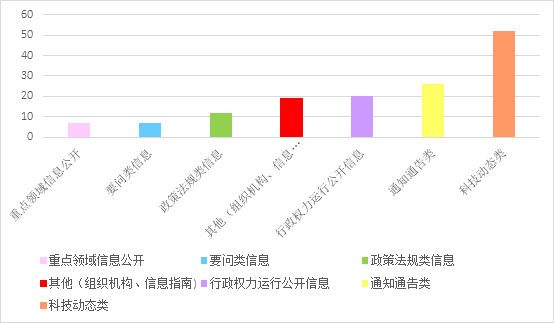 60
50
40
30
20
10
0
重点领域信息公开
要问类信息
政策法规类信息
其他（组织机构、信息…
行政权力运行公开信息
通知通告类
科技动态类
重点领域信息公开 要问类信息 政策法规类信息
其他（组织机构、信息指南） 行政权力运行公开信息 通知通告类
科技动态类